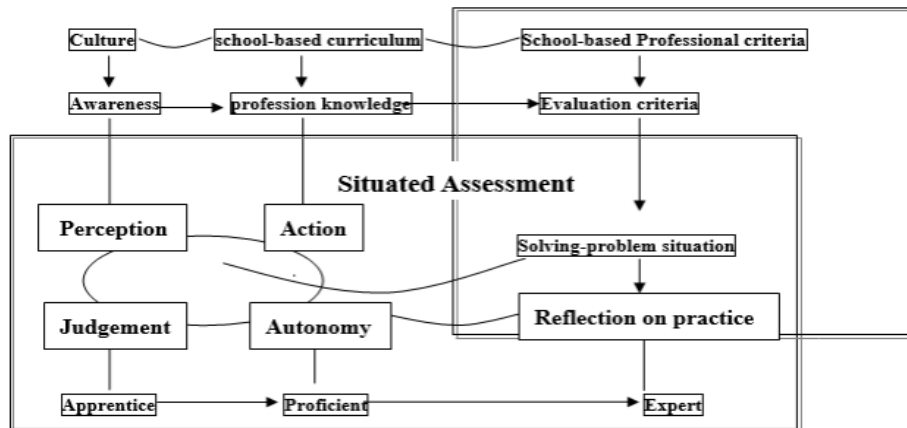 Culture school-based curriculum School-based Professional criteria
Awareness profession knowledge Evaluation criteria
Situated Assessment
Perception Action
Solving-problem situation
Judgement Autonomy Reflection on practice
Apprentice Proficient Expert